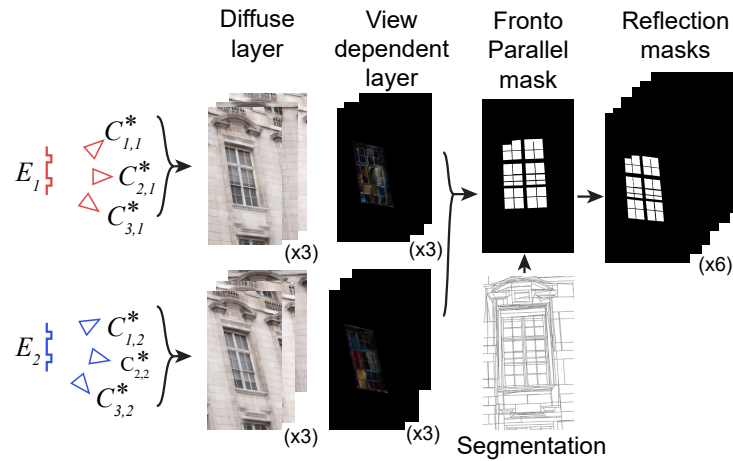 Diffuse
layer
View
dependent
layer
Fronto
Parallel
mask
Reflection
masks
E₁
C*₁,₁
C*₂,₁
C*₃,₁
(x3)
(x3)
(x6)
E₂
C*₁,₂
C*₂,₂
C*₃,₂
(x3)
(x3)
Segmentation